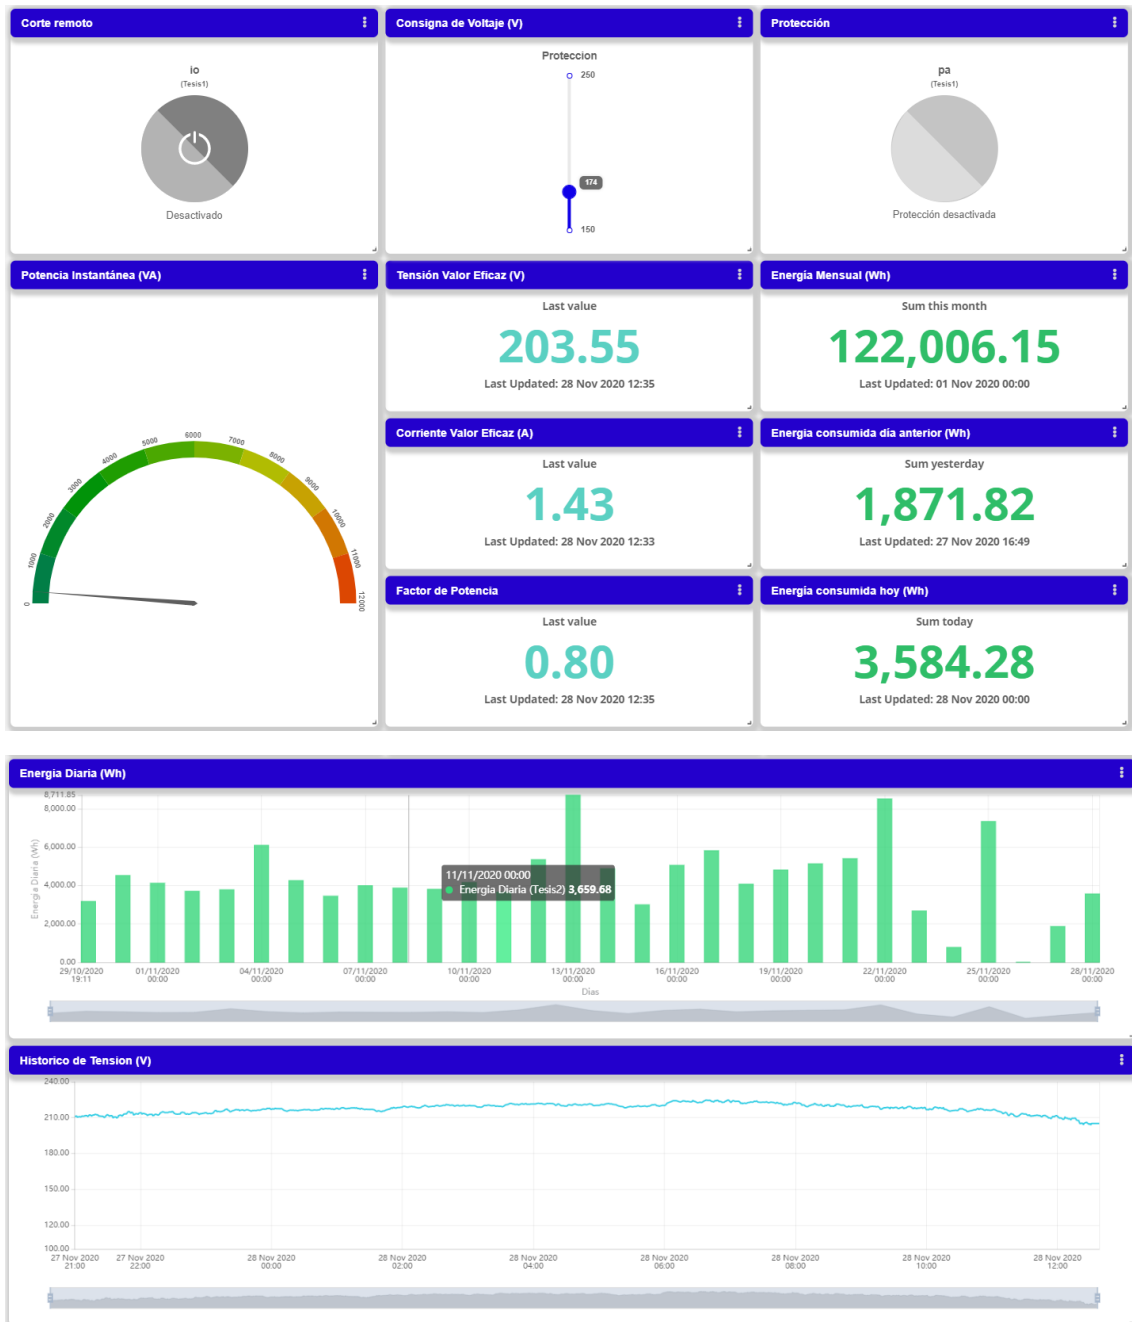 Corte remoto
Consigna de Voltaje (V)
Protección
io
(Tesis1)
Desactivado
Proteccion
250
174
150
pa
(Tesis1)
Protección desactivada
Potencia Instantánea (VA)
0
1000
2000
3000
4000
5000
6000
7000
8000
9000
10000
11000
12000
Tensión Valor Eficaz (V)
Last value
203.55
Last Updated: 28 Nov 2020 12:35
Energía Mensual (Wh)
Sum this month
122,006.15
Last Updated: 01 Nov 2020 00:00
Corriente Valor Eficaz (A)
Last value
1.43
Last Updated: 28 Nov 2020 12:33
Energia consumida día anterior (Wh)
Sum yesterday
1,871.82
Last Updated: 27 Nov 2020 16:49
Factor de Potencia
Last value
0.80
Last Updated: 28 Nov 2020 12:35
Energía consumida hoy (Wh)
Sum today
3,584.28
Last Updated: 28 Nov 2020 00:00
Energia Diaria (Wh)
8,711.85
8,000.00
6,000.00
4,000.00
2,000.00
0.00
Energia Diaria (Wh)
11/11/2020 00:00
Energia Diaria (Tesis2) 3,659.68
29/10/2020 01/11/2020 04/11/2020 07/11/2020 10/11/2020 13/11/2020 16/11/2020 19/11/2020 22/11/2020 25/11/2020 28/11/2020
19:11 00:00 00:00 00:00 00:00 00:00 00:00 00:00 00:00 00:00 00:00
Días
Historico de Tension (V)
240.00
210.00
180.00
150.00
120.00
100.00
27 Nov 2020 27 Nov 2020 28 Nov 2020 28 Nov 2020 28 Nov 2020 28 Nov 2020 28 Nov 2020 28 Nov 2020 28 Nov 2020
21:00 22:00 00:00 02:00 04:00 06:00 08:00 10:00 12:00